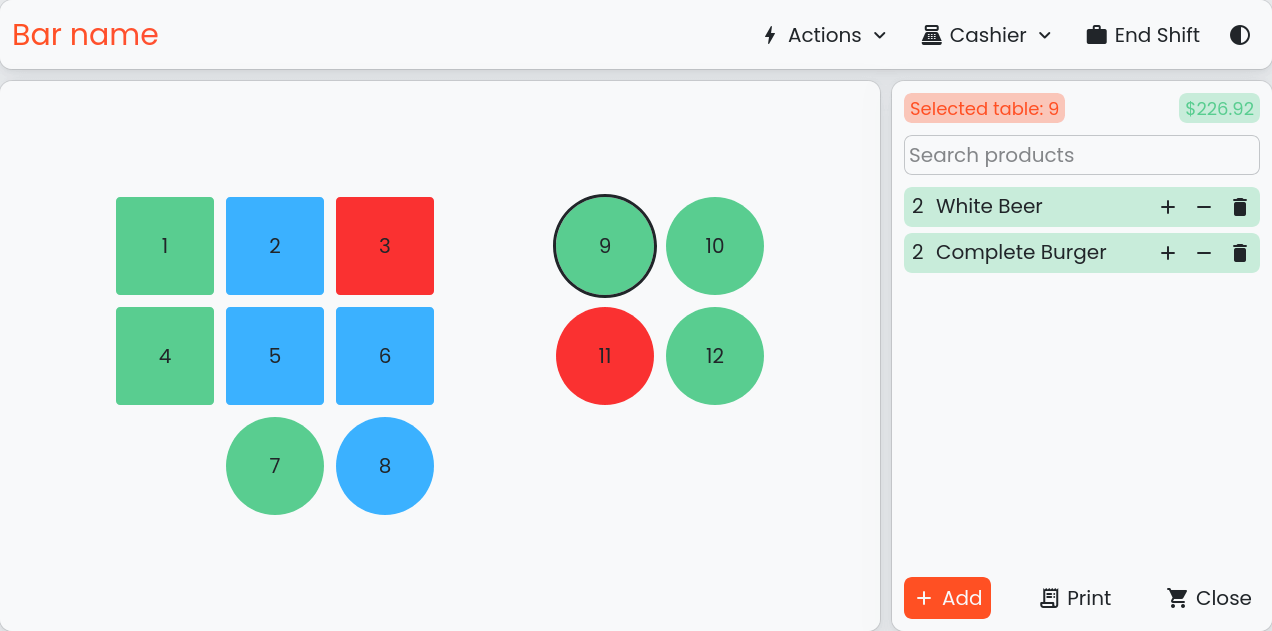 Bar name
Actions
Cashier
End Shift
Selected table: 9
$226.92
Search products
2 White Beer
2 Complete Burger
1 2 3 9 10
4 5 6 11 12
7 8
+ Add
Print
Close